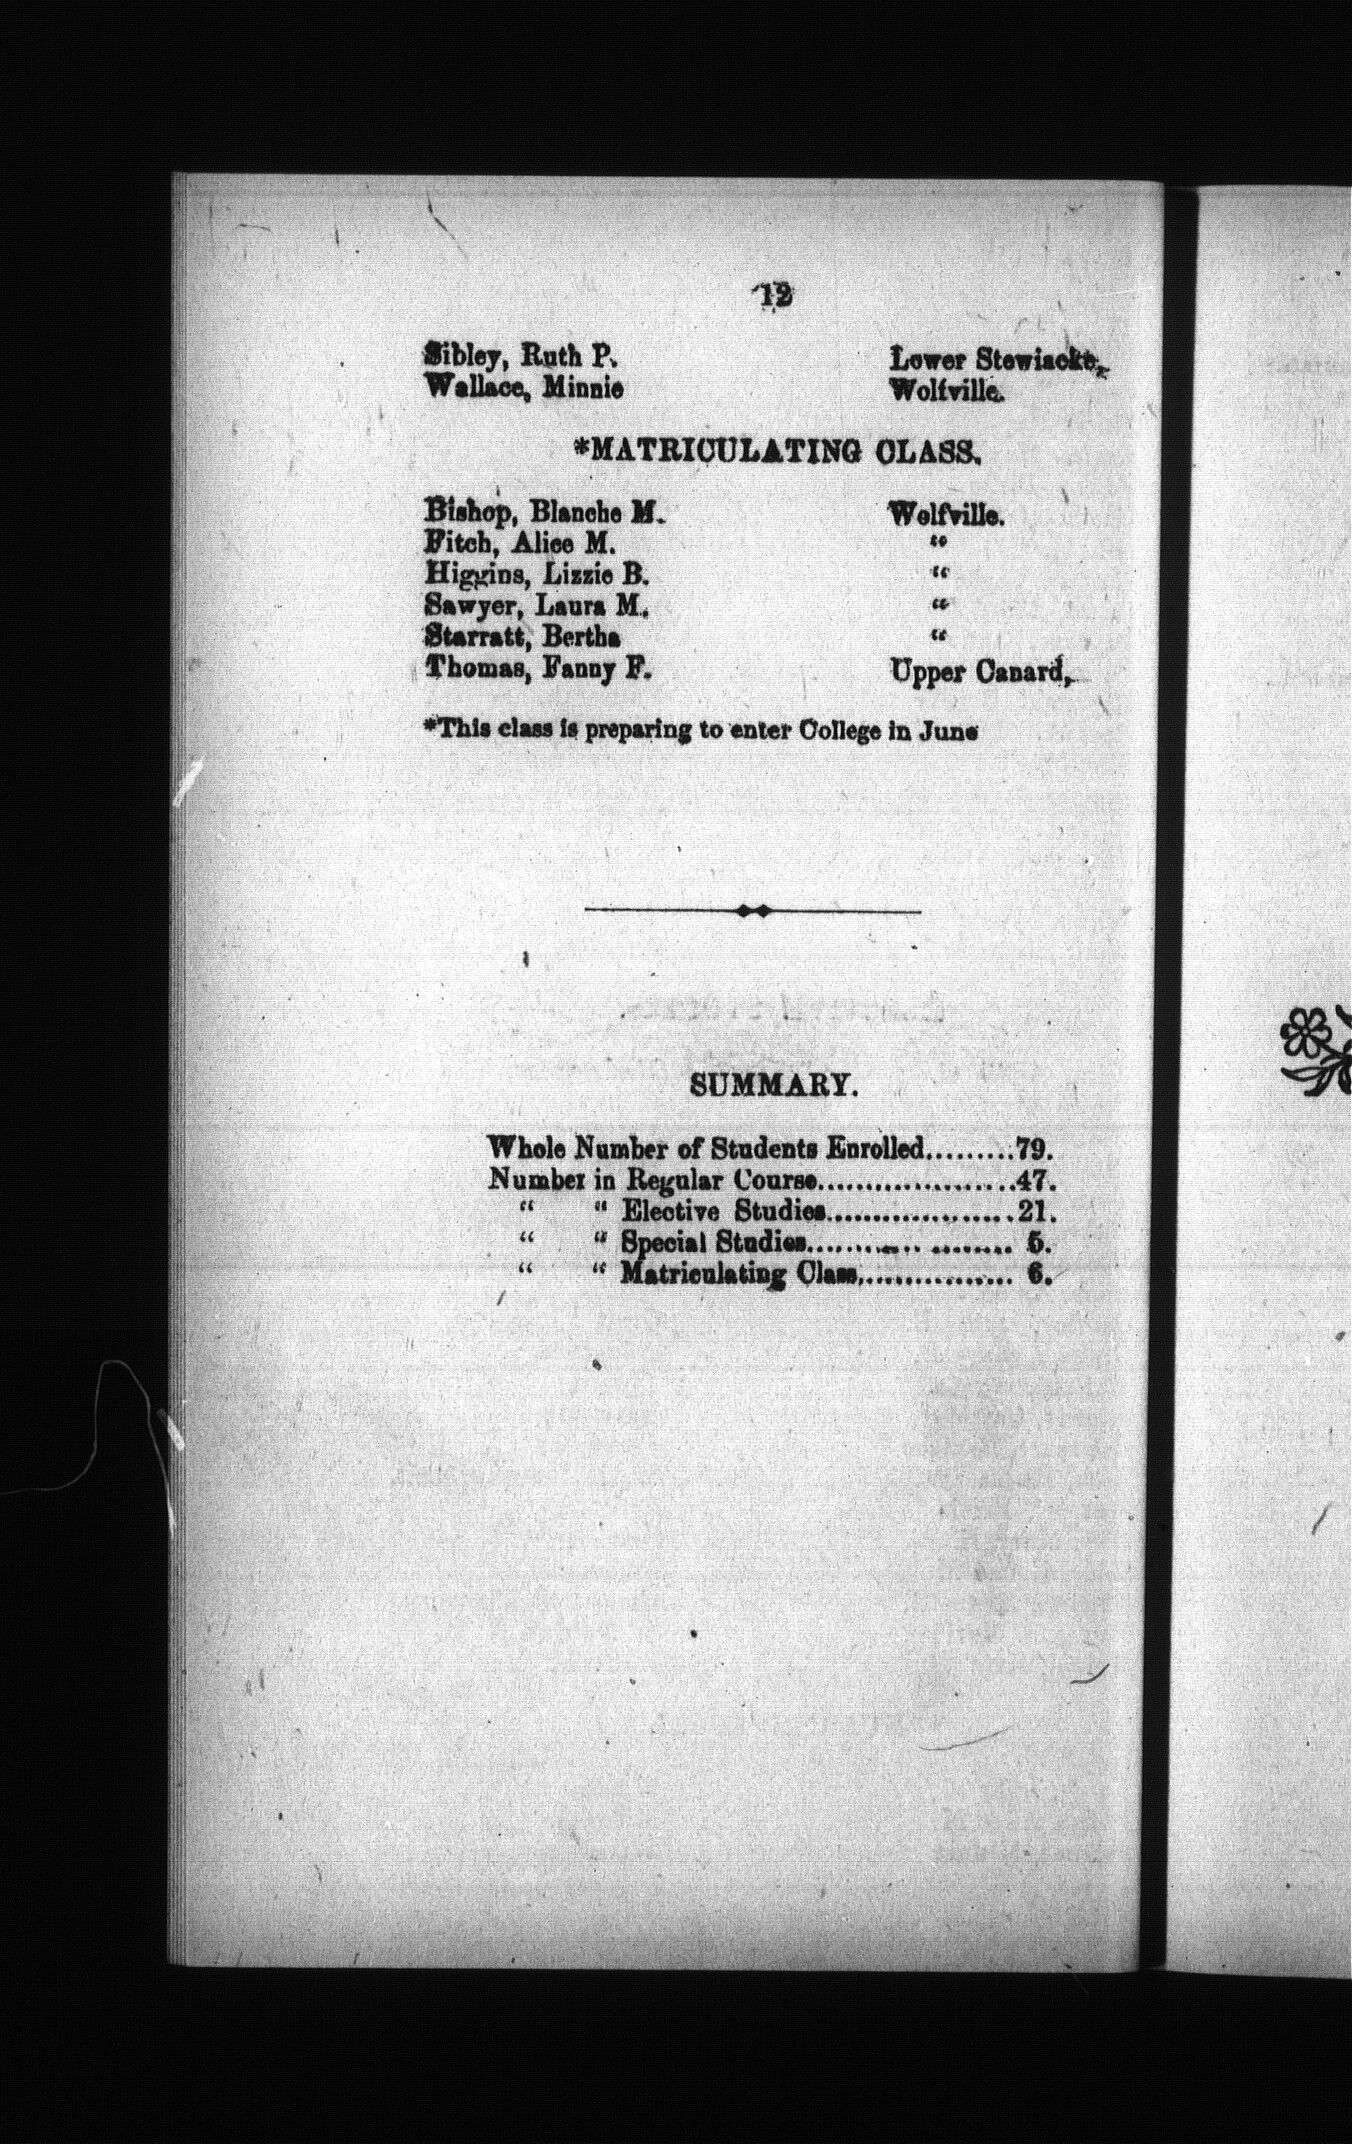 12
Sibley, Ruth P. Lower Stewiacke,
Wallace, Minnie Wolfville.
*MATRICULATING CLASS.
Bishop, Blanche M. Wolfville.
Fitch, Alice M. “
Higgins, Lizzie B. “
Sawyer, Laura M. “
Starratt, Bertha “
Thomas, Fanny F. Upper Canard,
*This class is preparing to enter College in June
SUMMARY.
Whole Number of Students Enrolled.........79.
Number in Regular Course....................47.
“ “ Elective Studies...................21.
“ “ Special Studies..................... 5.
“ “ Matriculating Class................ 6.